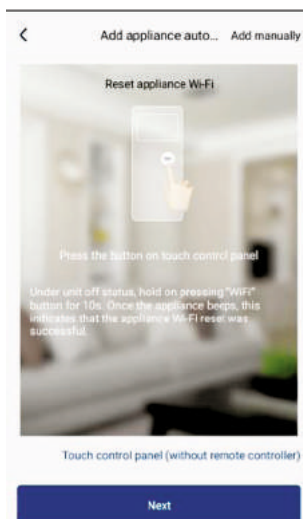 Add appliance auto... Add manually
Reset appliance Wi-Fi
Press the button on touch control panel
Under unit off status, hold on pressing "WiFi"
button for 10s. Once the appliance beeps, this
indicates that the appliance Wi-Fi reset was
successful.
Touch control panel (without remote controller)
Next